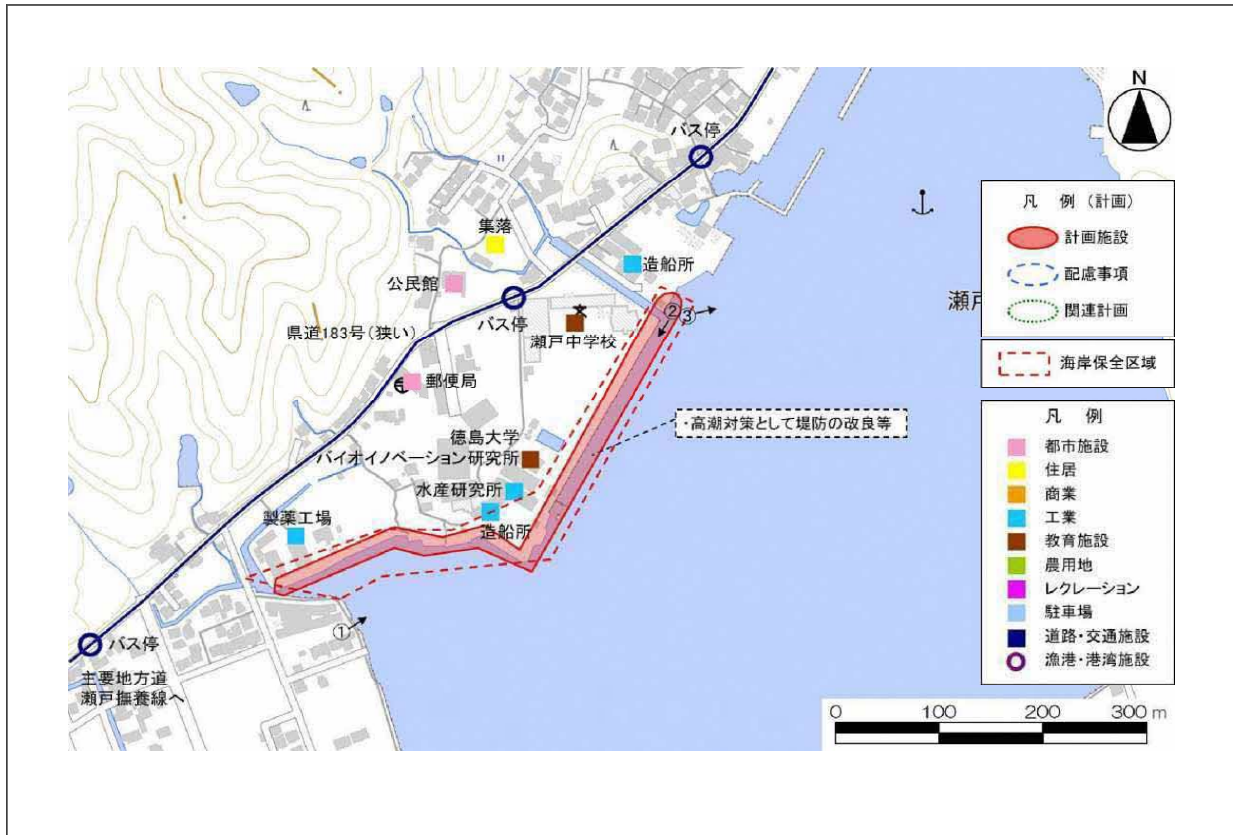 N
バス停
集落
造船所
公民館
バス停
県道183号(狭い)
瀬戸中学校
②
③
瀬戸
郵便局
・高潮対策として堤防の改良等
徳島大学
バイオイノベーション研究所
水産研究所
造船所
製薬工場
①
バス停
主要地方道
瀬戸撫養線へ
凡 例 (計画)
計画施設
配慮事項
関連計画
海岸保全区域
凡 例
都市施設
住居
商業
工業
教育施設
農用地
レクレーション
駐車場
道路・交通施設
漁港・港湾施設
0 100 200 300 m